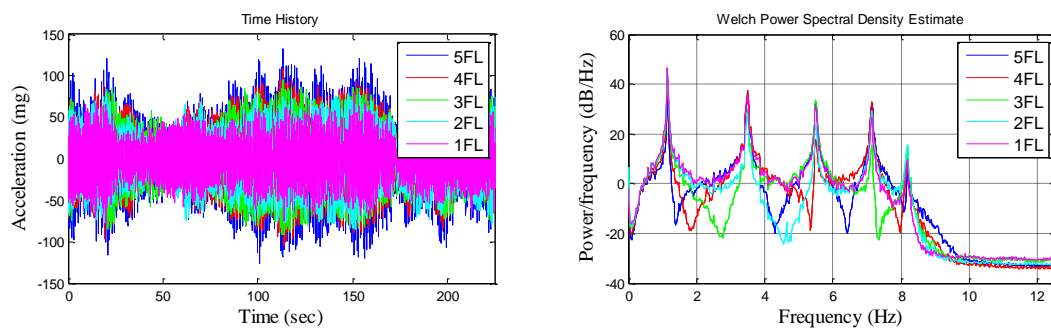 Time History
Acceleration (mg)
150
100
50
0
-50
-100
-150
0
50
100
150
200
Time (sec)
5FL
4FL
3FL
2FL
1FL
Welch Power Spectral Density Estimate
Power/frequency (dB/Hz)
60
40
20
0
-20
-40
0
2
4
6
8
10
12
Frequency (Hz)
5FL
4FL
3FL
2FL
1FL